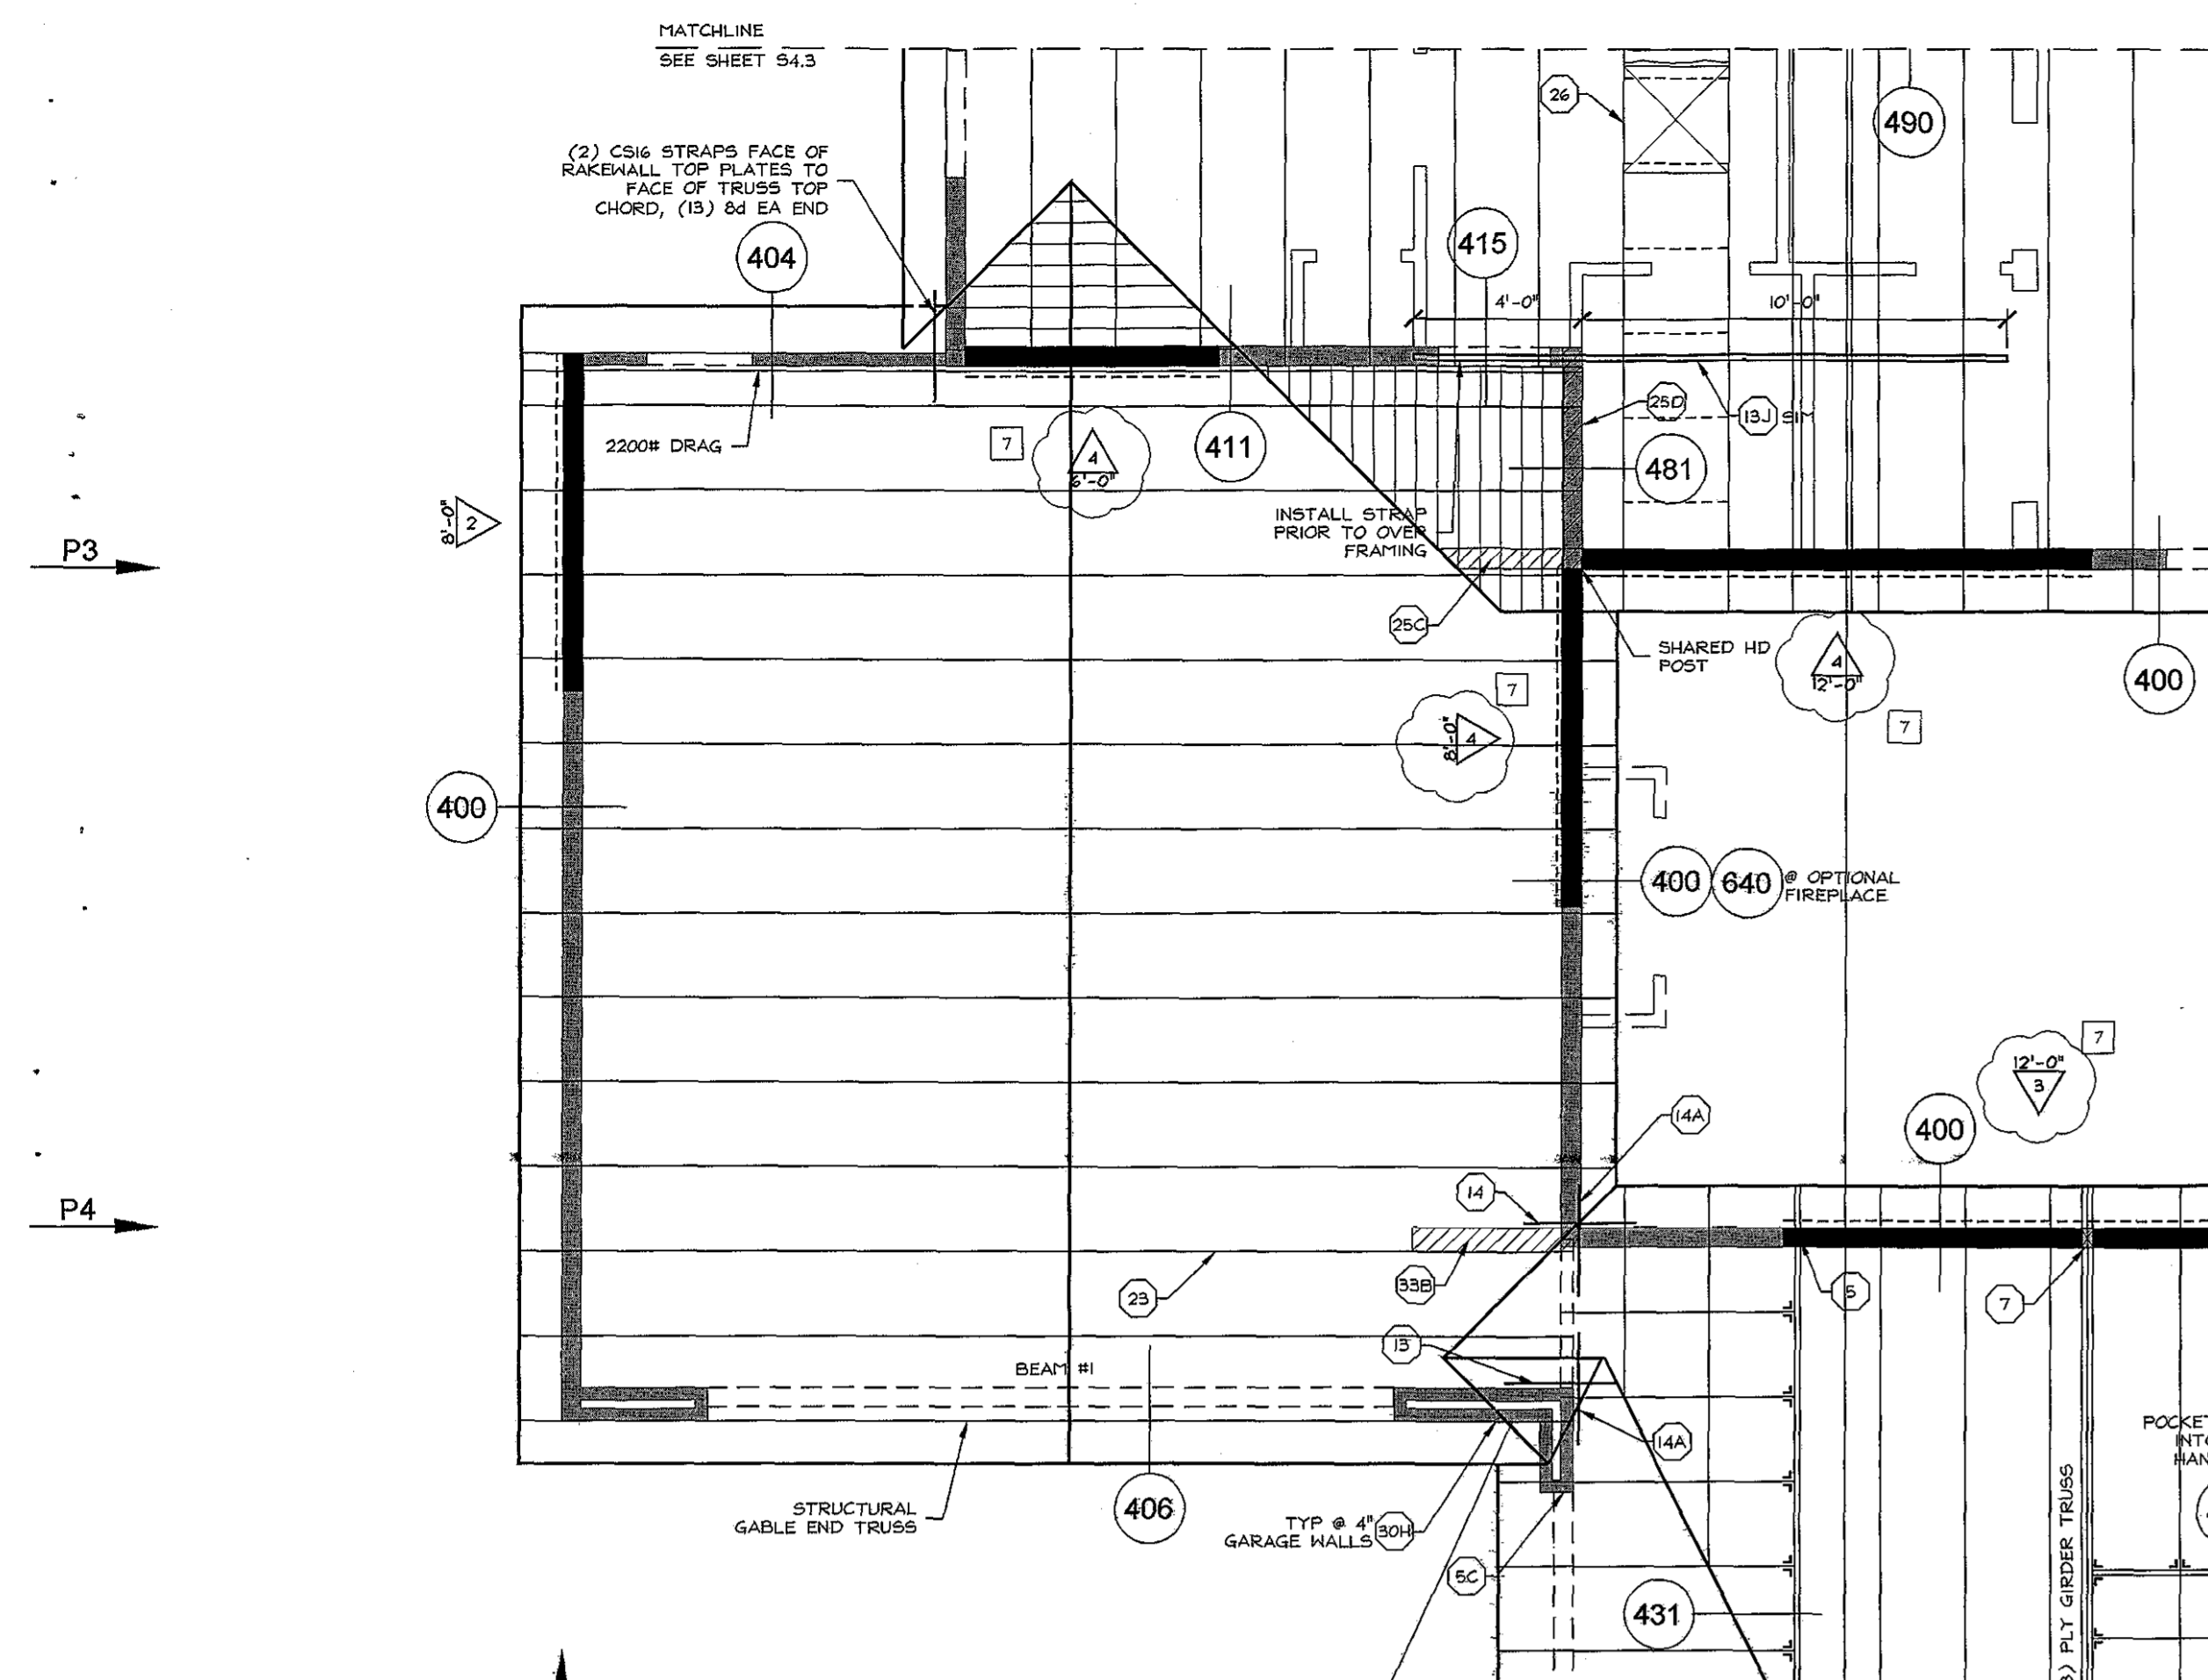 MATCHLINE
SEE SHEET S4.3
(2) CS16 STRAPS FACE OF
RAKEWALL TOP PLATES TO
FACE OF TRUSS TOP
CHORD, (13) 8d EA END
404
26
490
415
4'-0"
10'-0"
2200# DRAG
7
4
6'-0"
411
25D
13J SIM
481
8'-0"
2
P3
INSTALL STRAP
PRIOR TO OVER
FRAMING
25C
SHARED HD
POST
4
12'-0"
7
400
7
8'-0"
4
400
400
640
@ OPTIONAL
FIREPLACE
7
12'-0"
3
400
14A
14
P4
33B
23
5
7
13
BEAM #1
14A
STRUCTURAL
GABLE END TRUSS
406
TYP @ 4"
GARAGE WALLS
30H
5C
431
POCKET
PLY GIRDER TRUSS